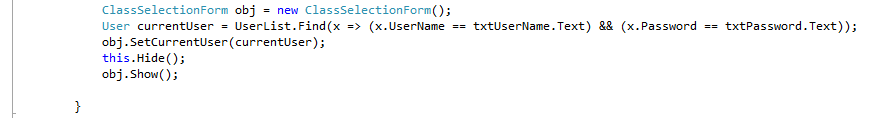 ClassSelectionForm obj = new ClassSelectionForm();
User currentUser = UserList.Find(x => (x.UserName == txtUserName.Text) && (x.Password == txtPassword.Text));
obj.SetCurrentUser(currentUser);
this.Hide();
obj.Show();
}